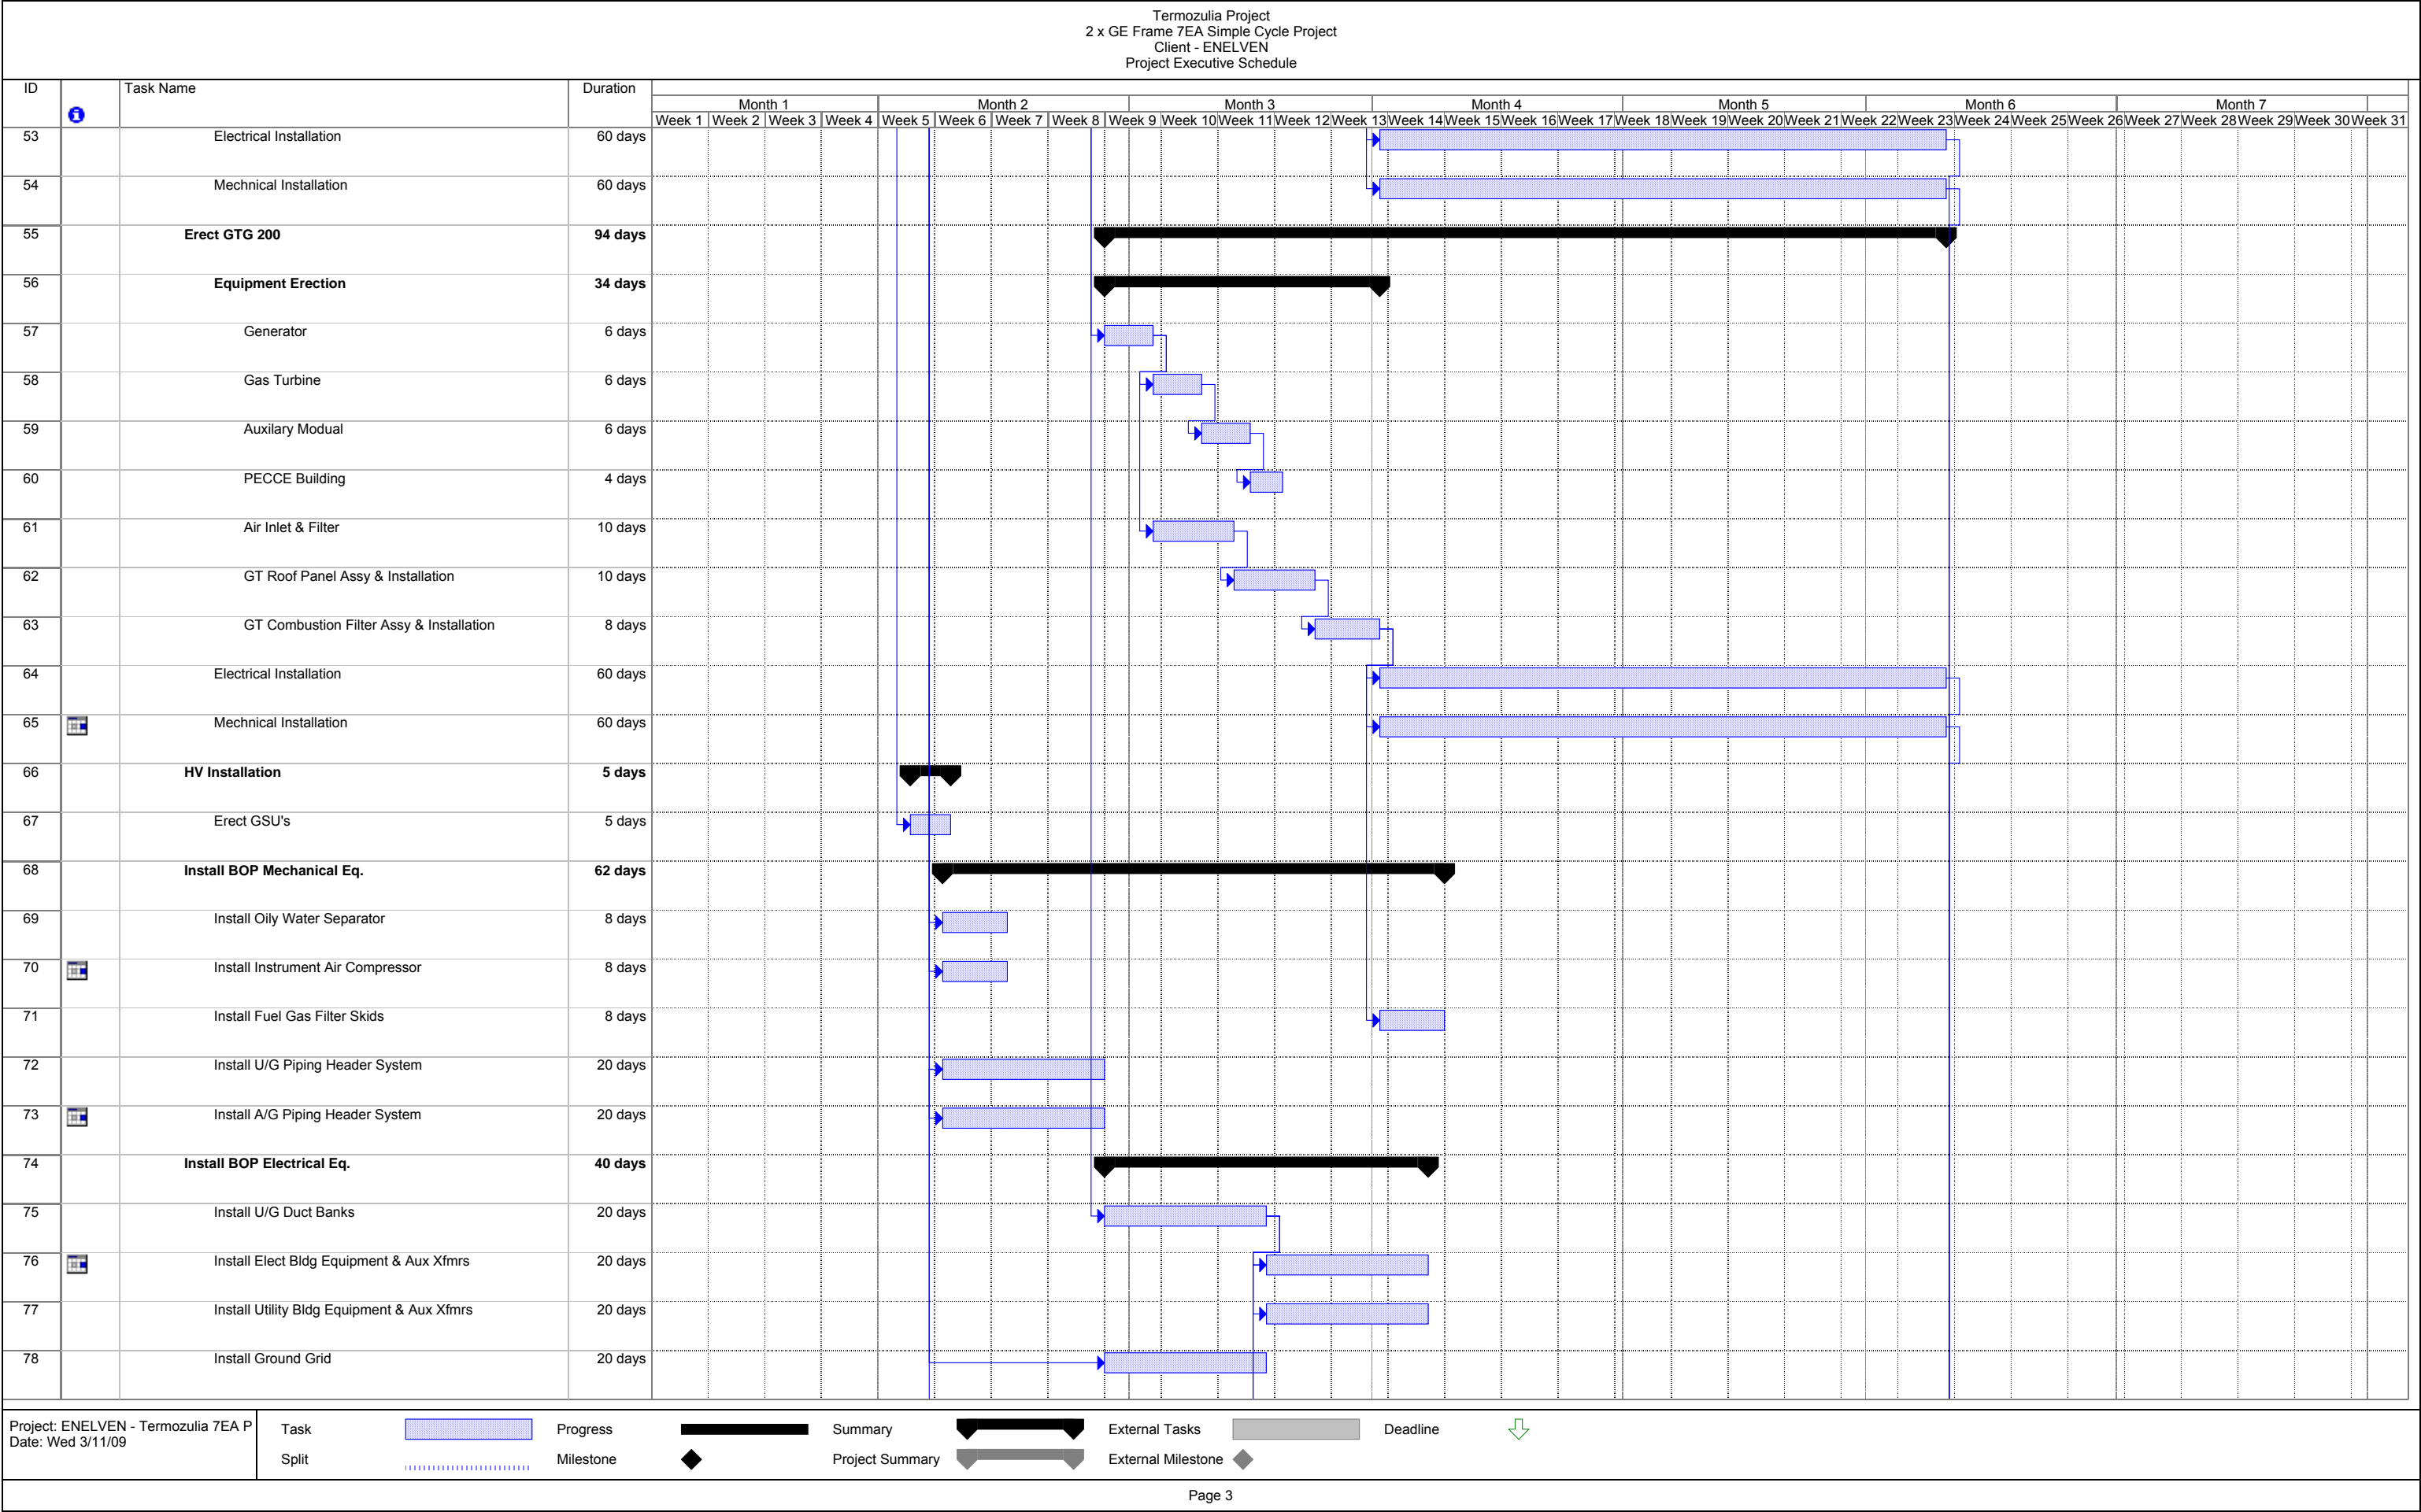 Termozulia Project
2 x GE Frame 7EA Simple Cycle Project
Client - ENELVEN
Project Executive Schedule
ID Task Name Duration
Month 1 Month 2 Month 3 Month 4 Month 5 Month 6 Month 7
Week 1 Week 2 Week 3 Week 4 Week 5 Week 6 Week 7 Week 8 Week 9 Week 10 Week 11 Week 12 Week 13 Week 14 Week 15 Week 16 Week 17 Week 18 Week 19 Week 20 Week 21 Week 22 Week 23 Week 24 Week 25 Week 26 Week 27 Week 28 Week 29 Week 30 Week 31
53 Electrical Installation 60 days
54 Mechnical Installation 60 days
55 Erect GTG 200 94 days
56 Equipment Erection 34 days
57 Generator 6 days
58 Gas Turbine 6 days
59 Auxilary Modual 6 days
60 PECCE Building 4 days
61 Air Inlet & Filter 10 days
62 GT Roof Panel Assy & Installation 10 days
63 GT Combustion Filter Assy & Installation 8 days
64 Electrical Installation 60 days
65 Mechnical Installation 60 days
66 HV Installation 5 days
67 Erect GSU's 5 days
68 Install BOP Mechanical Eq. 62 days
69 Install Oily Water Separator 8 days
70 Install Instrument Air Compressor 8 days
71 Install Fuel Gas Filter Skids 8 days
72 Install U/G Piping Header System 20 days
73 Install A/G Piping Header System 20 days
74 Install BOP Electrical Eq. 40 days
75 Install U/G Duct Banks 20 days
76 Install Elect Bldg Equipment & Aux Xfmrs 20 days
77 Install Utility Bldg Equipment & Aux Xfmrs 20 days
78 Install Ground Grid 20 days
Project: ENELVEN - Termozulia 7EA P
Date: Wed 3/11/09
Task Progress Summary External Tasks Deadline
Split Milestone Project Summary External Milestone
Page 3